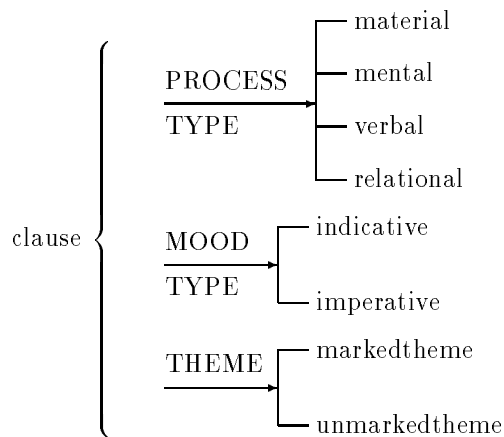 material
PROCESS
mental
TYPE
verbal
relational
clause
MOOD
indicative
TYPE
imperative
THEME
markedtheme
unmarkedtheme